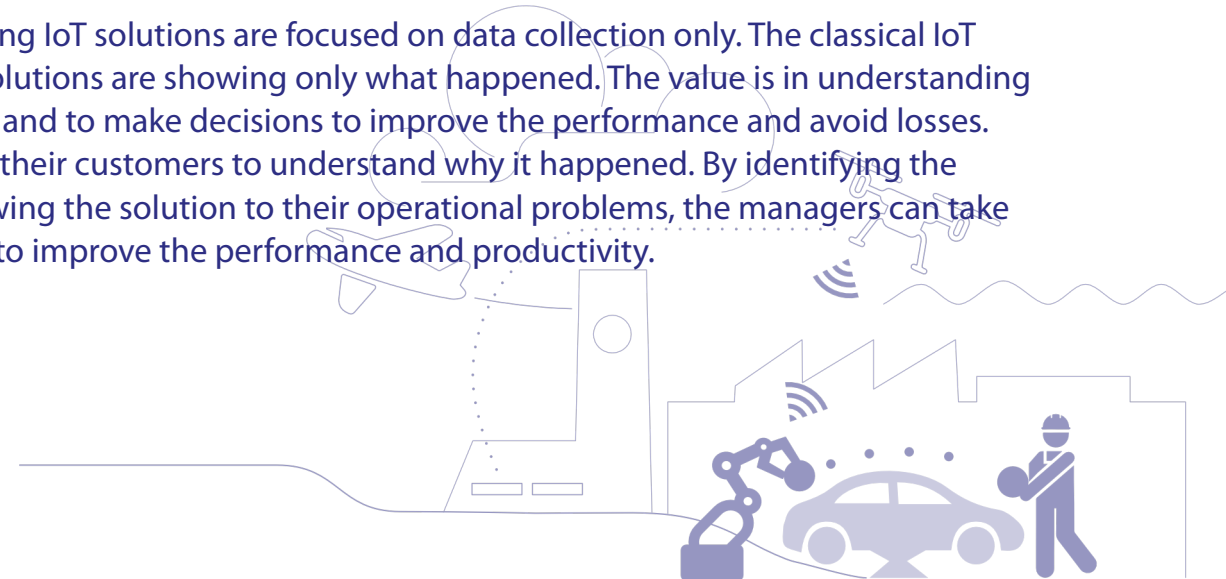 ng IoT solutions are focused on data collection only. The classical IoT
olutions are showing only what happened. The value is in understanding
and to make decisions to improve the performance and avoid losses.
their customers to understand why it happened. By identifying the
wing the solution to their operational problems, the managers can take
to improve the performance and productivity.